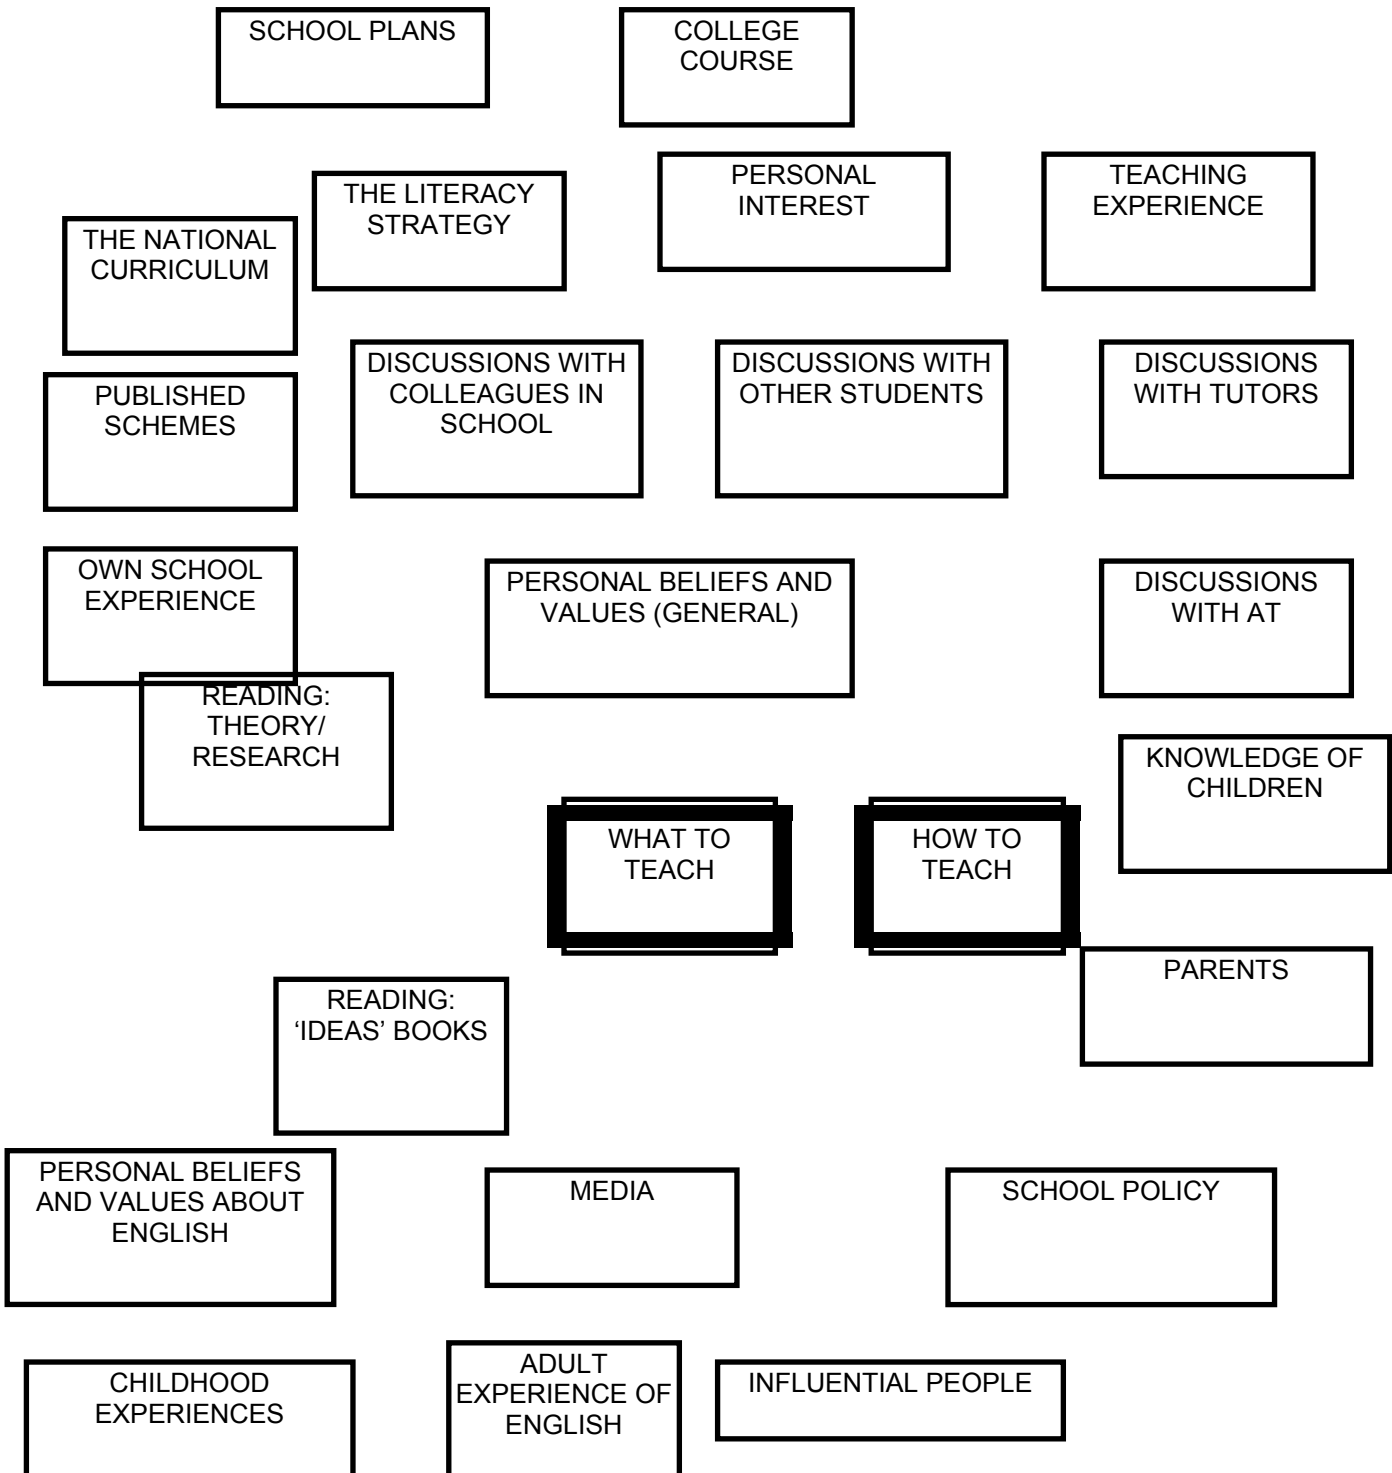 SCHOOL PLANS
COLLEGE
COURSE
THE LITERACY
STRATEGY
PERSONAL
INTEREST
TEACHING
EXPERIENCE
THE NATIONAL
CURRICULUM
DISCUSSIONS WITH
COLLEAGUES IN
SCHOOL
DISCUSSIONS WITH
OTHER STUDENTS
DISCUSSIONS
WITH TUTORS
PUBLISHED
SCHEMES
OWN SCHOOL
EXPERIENCE
PERSONAL BELIEFS AND
VALUES (GENERAL)
DISCUSSIONS
WITH AT
READING:
THEORY/
RESEARCH
KNOWLEDGE OF
CHILDREN
WHAT TO
TEACH
HOW TO
TEACH
PARENTS
READING:
‘IDEAS’ BOOKS
PERSONAL BELIEFS
AND VALUES ABOUT
ENGLISH
MEDIA
SCHOOL POLICY
CHILDHOOD
EXPERIENCES
ADULT
EXPERIENCE OF
ENGLISH
INFLUENTIAL PEOPLE